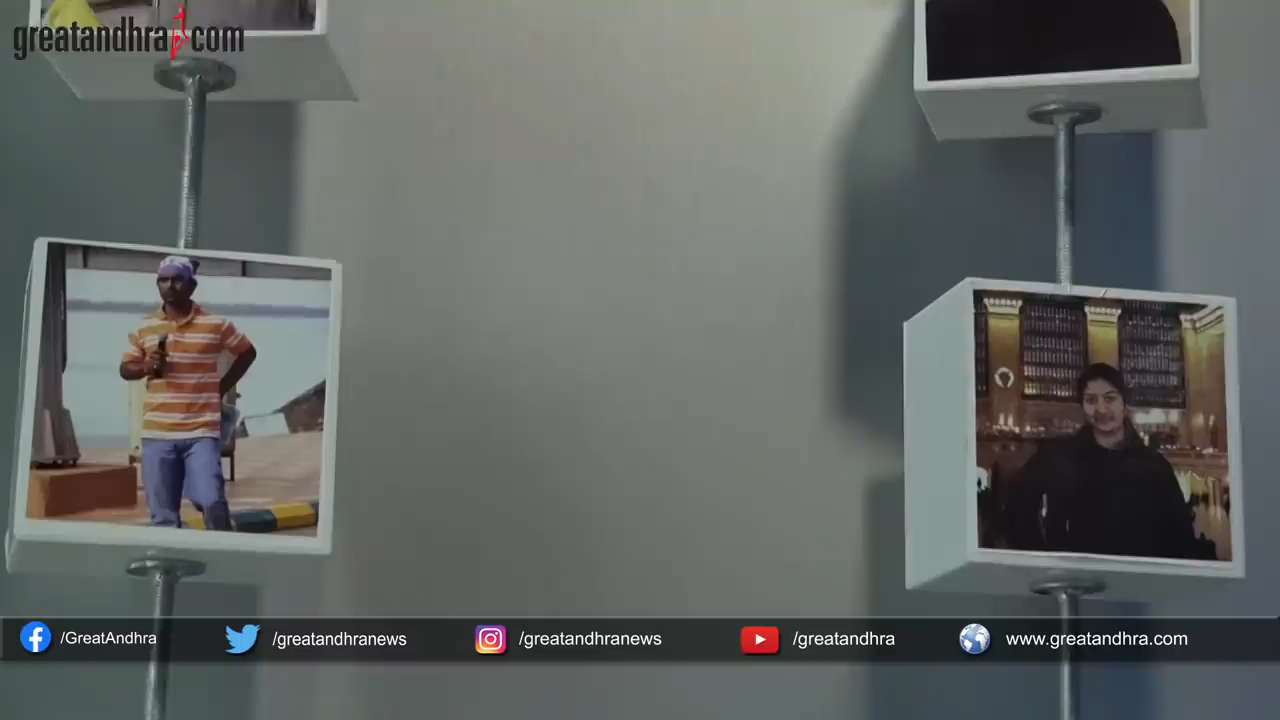 greatandhra.com
/GreatAndhra
/greatandhranews
/greatandhranews
/greatandhra
www.greatandhra.com